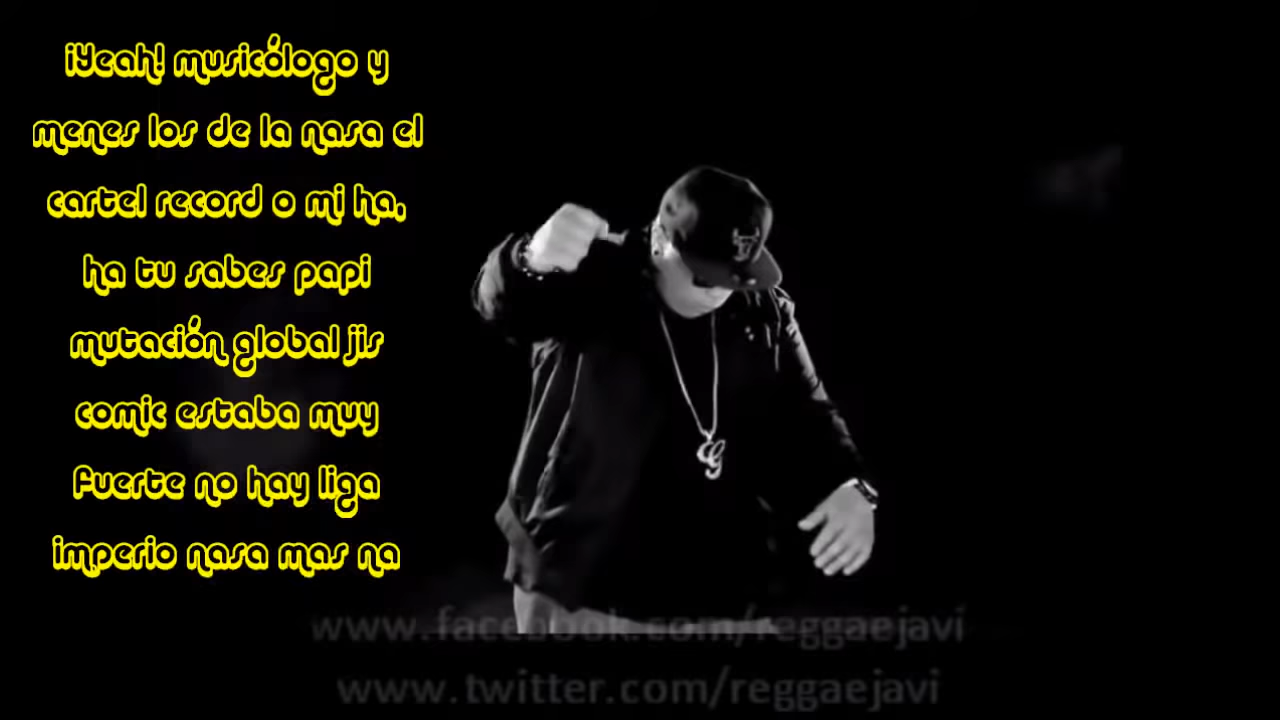 ¡Yeah! musicólogo y
menes los de la nasa el
cartel record o mi ha,
ha tu sabes papi
mutación global jis
comic estaba muy
fuerte no hay liga
imperio nasa mas na
www.facebook.com/reggaejavi
www.twitter.com/reggaejavi